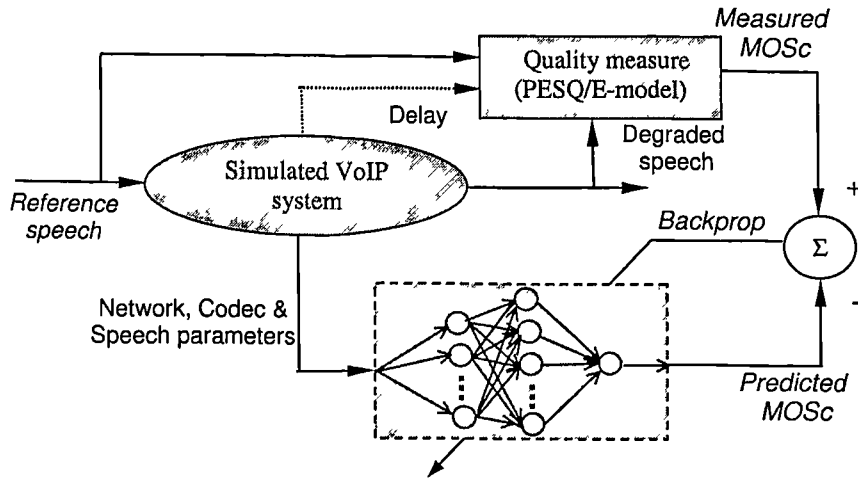 Measured
MOSc
Quality measure
(PESQ/E-model)
Delay
Degraded
speech
Simulated VoIP
system
Reference
speech
+
Backprop
Σ
-
Network, Codec &
Speech parameters
Predicted
MOSc